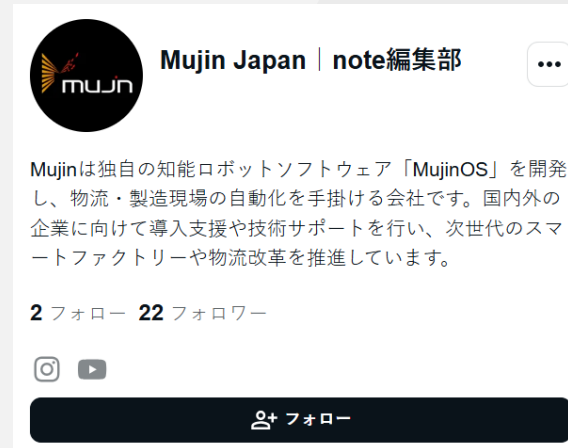 mujin
Mujin Japan｜note編集部
Mujinは独自の知能ロボットソフトウェア「MujinOS」を開発
し、物流・製造現場の自動化を手掛ける会社です。国内外の
企業に向けて導入支援や技術サポートを行い、次世代のスマ
ートファクトリーや物流改革を推進しています。
2 フォロー 22 フォロワー
フォロー